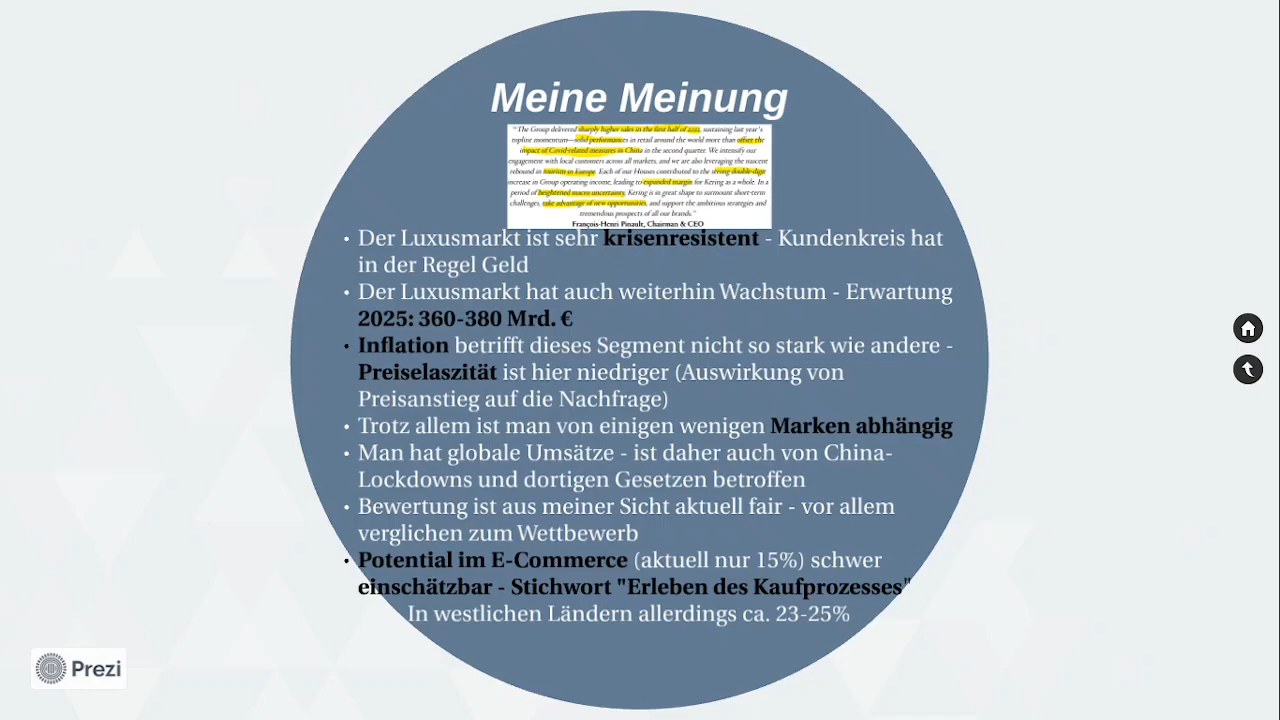 Meine Meinung
"The Group delivered sharply higher sales in the first half of 2022, sustaining last year's
topline momentum—solid performances in retail around the world more than offset the
impact of Covid-related measures in China in the second quarter. We intensify our
engagement with local customers across all markets, and we are also leveraging the nascent
rebound in tourism in Europe. Each of our Houses contributed to the strong double-digit
increase in Group operating income, leading to expanded margin for Kering as a whole. In a
period of heightened macro uncertainty, Kering is in great shape to surmount short-term
challenges, take advantage of new opportunities, and support the ambitious strategies and
tremendous prospects of all our brands."
François-Henri Pinault, Chairman & CEO
• Der Luxusmarkt ist sehr krisenresistent - Kundenkreis hat
in der Regel Geld
• Der Luxusmarkt hat auch weiterhin Wachstum - Erwartung
2025: 360-380 Mrd. €
• Inflation betrifft dieses Segment nicht so stark wie andere -
Preiselaszität ist hier niedriger (Auswirkung von
Preisanstieg auf die Nachfrage)
• Trotz allem ist man von einigen wenigen Marken abhängig
• Man hat globale Umsätze - ist daher auch von China-
Lockdowns und dortigen Gesetzen betroffen
• Bewertung ist aus meiner Sicht aktuell fair - vor allem
verglichen zum Wettbewerb
• Potential im E-Commerce (aktuell nur 15%) schwer
einschätzbar - Stichwort "Erleben des Kaufprozesses"
In westlichen Ländern allerdings ca. 23-25%
Prezi